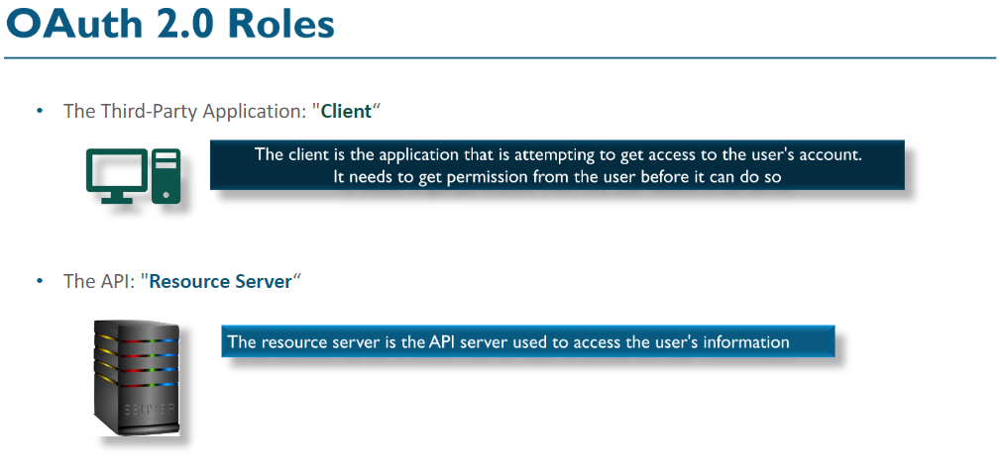 OAuth 2.0 Roles
• The Third-Party Application: "Client“
The client is the application that is attempting to get access to the user's account.
It needs to get permission from the user before it can do so
• The API: "Resource Server“
The resource server is the API server used to access the user's information
SERVER